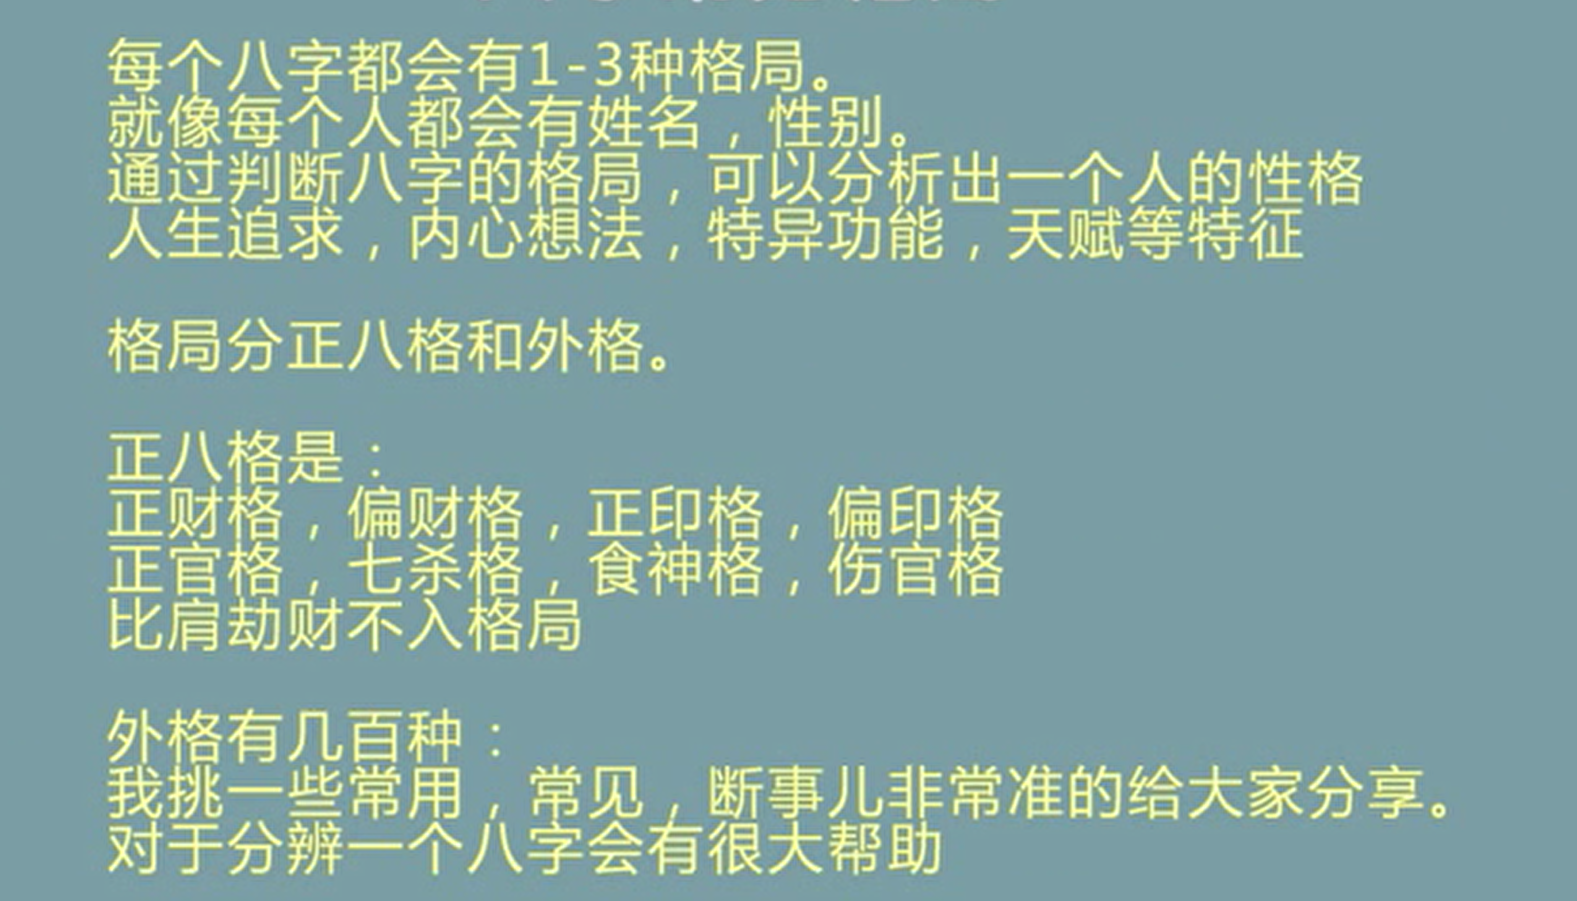 每个八字都会有1-3种格局。
就像每个人都会有姓名，性别。
通过判断八字的格局，可以分析出一个人的性格
人生追求，内心想法，特异功能，天赋等特征
格局分正八格和外格。
正八格是：
正财格，偏财格，正印格，偏印格
正官格，七杀格，食神格，伤官格
比肩劫财不入格局
外格有几百种：
我挑一些常用，常见，断事儿非常准的给大家分享。
对于分辨一个八字会有很大帮助